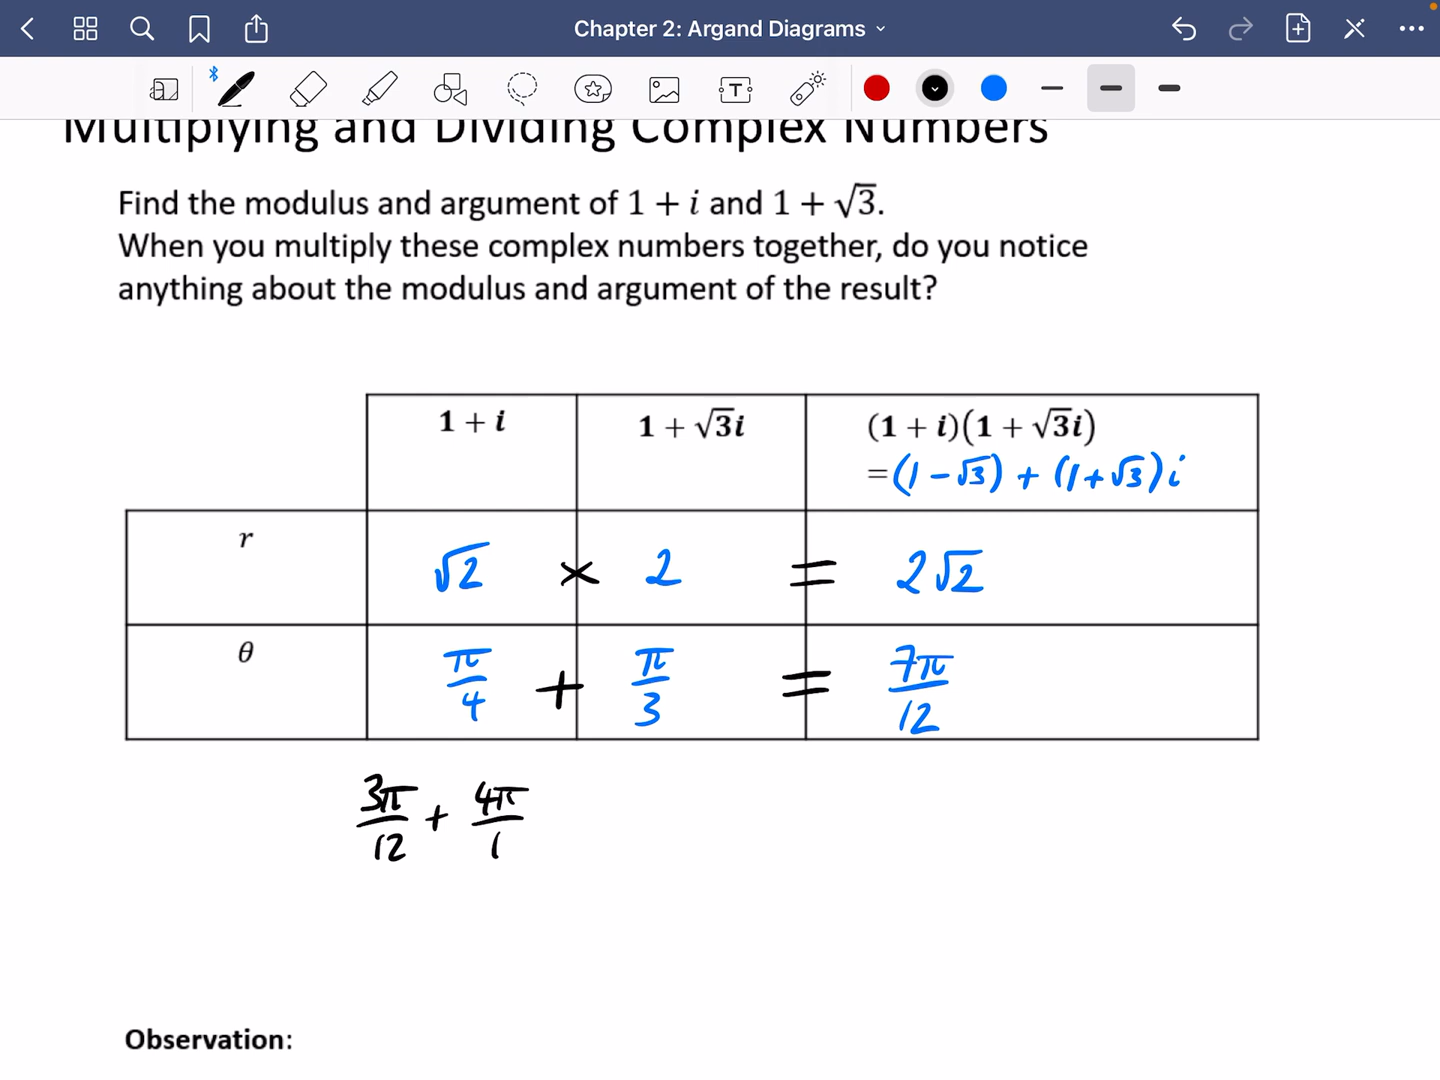 Chapter 2: Argand Diagrams
Multiplying and Dividing Complex Numbers
Find the modulus and argument of 1 + i and 1 + √3.
When you multiply these complex numbers together, do you notice
anything about the modulus and argument of the result?
1 + i 1 + √3i (1 + i)(1 + √3i)
=(1-√3) + (1+√3)i
r √2 × 2 = 2√2
θ π/4 + π/3 = 7π/12
3π/12 + 4π/1
Observation: